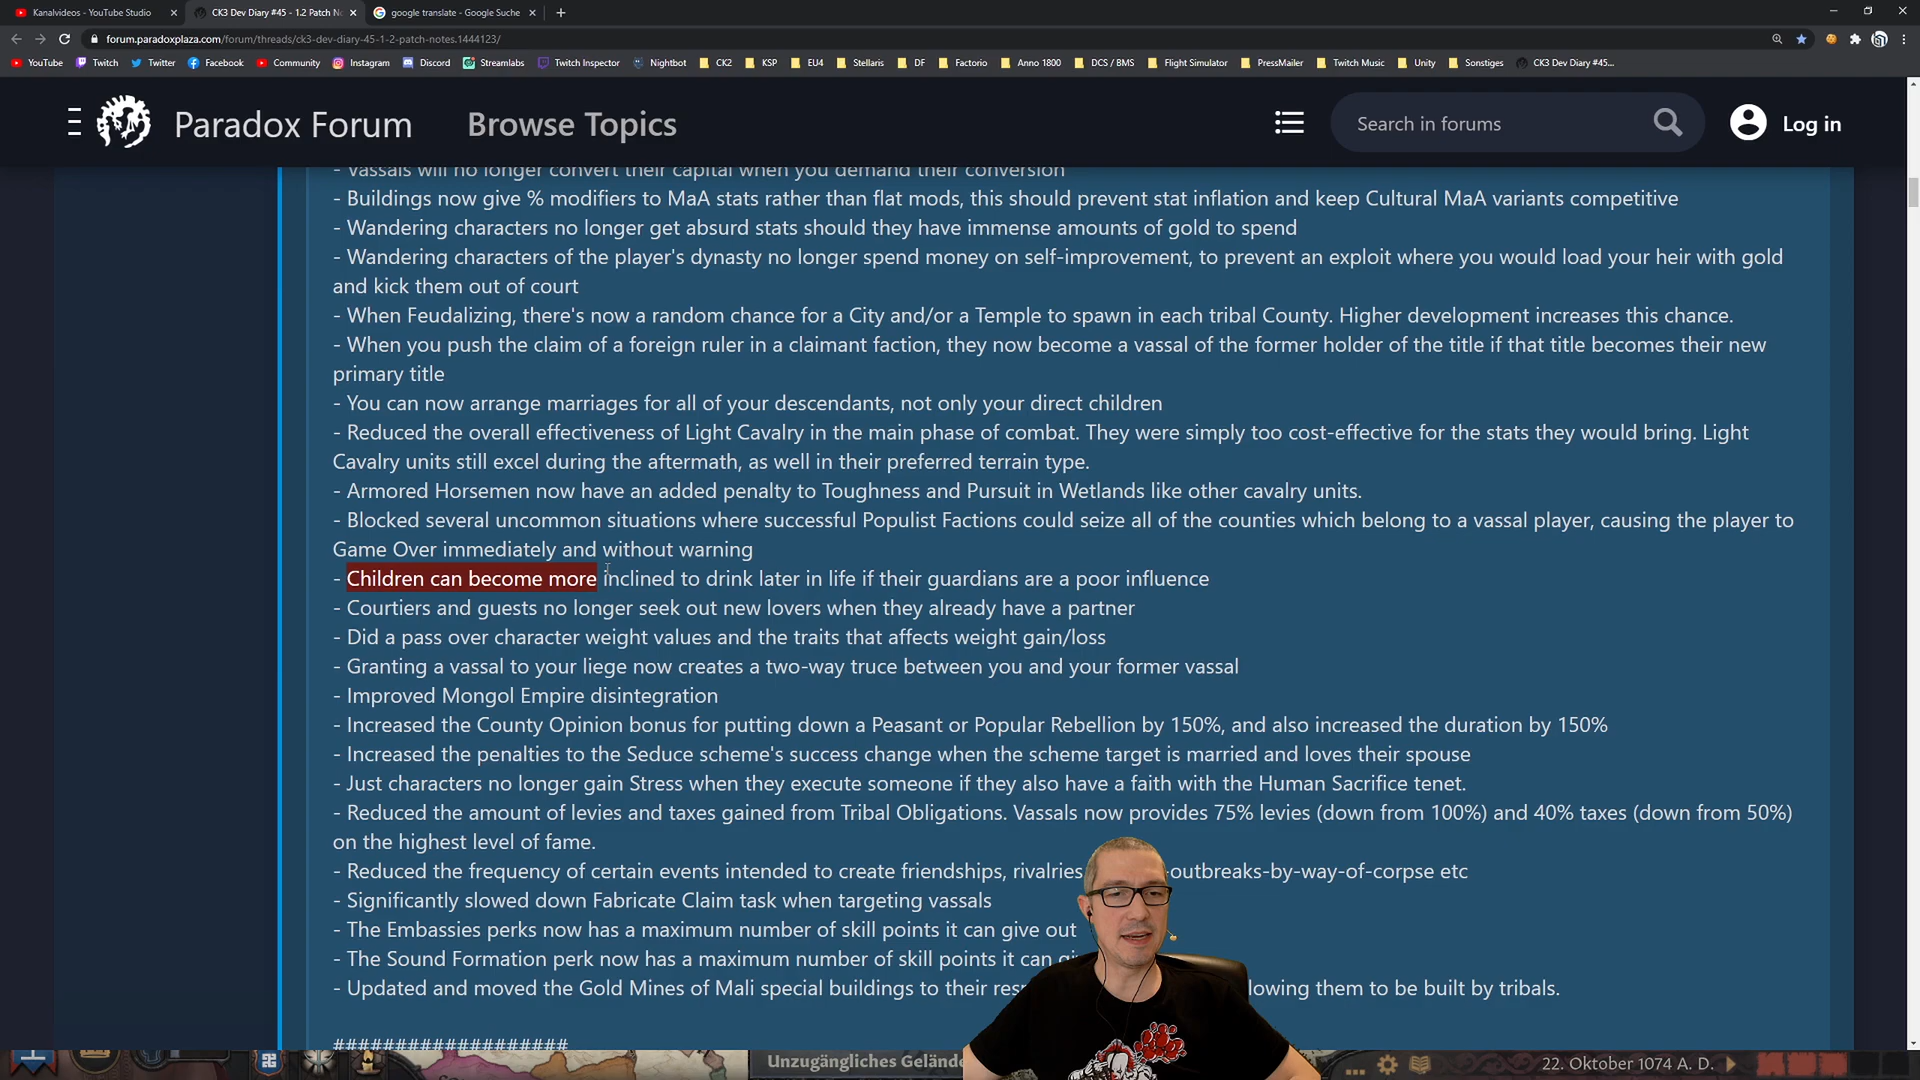 Kanalvideos - YouTube Studio
CK3 Dev Diary #45 - 1.2 Patch N
google translate - Google Suche
forum.paradoxplaza.com/forum/threads/ck3-dev-diary-45-1-2-patch-notes.1444123/
YouTube Twitch Twitter Facebook Community Instagram Discord Streamlabs Twitch Inspector Nightbot CK2 KSP EU4 Stellaris DF Factorio Anno 1800 DCS / BMS Flight Simulator PressMailer Twitch Music Unity Sonstiges CK3 Dev Diary #45...
Paradox Forum Browse Topics Search in forums Log in
- Vassals will no longer convert their capital when you demand their conversion
- Buildings now give % modifiers to MaA stats rather than flat mods, this should prevent stat inflation and keep Cultural MaA variants competitive
- Wandering characters no longer get absurd stats should they have immense amounts of gold to spend
- Wandering characters of the player's dynasty no longer spend money on self-improvement, to prevent an exploit where you would load your heir with gold
and kick them out of court
- When Feudalizing, there's now a random chance for a City and/or a Temple to spawn in each tribal County. Higher development increases this chance.
- When you push the claim of a foreign ruler in a claimant faction, they now become a vassal of the former holder of the title if that title becomes their new
primary title
- You can now arrange marriages for all of your descendants, not only your direct children
- Reduced the overall effectiveness of Light Cavalry in the main phase of combat. They were simply too cost-effective for the stats they would bring. Light
Cavalry units still excel during the aftermath, as well in their preferred terrain type.
- Armored Horsemen now have an added penalty to Toughness and Pursuit in Wetlands like other cavalry units.
- Blocked several uncommon situations where successful Populist Factions could seize all of the counties which belong to a vassal player, causing the player to
Game Over immediately and without warning
- Children can become more inclined to drink later in life if their guardians are a poor influence
- Courtiers and guests no longer seek out new lovers when they already have a partner
- Did a pass over character weight values and the traits that affects weight gain/loss
- Granting a vassal to your liege now creates a two-way truce between you and your former vassal
- Improved Mongol Empire disintegration
- Increased the County Opinion bonus for putting down a Peasant or Popular Rebellion by 150%, and also increased the duration by 150%
- Increased the penalties to the Seduce scheme's success change when the scheme target is married and loves their spouse
- Just characters no longer gain Stress when they execute someone if they also have a faith with the Human Sacrifice tenet.
- Reduced the amount of levies and taxes gained from Tribal Obligations. Vassals now provides 75% levies (down from 100%) and 40% taxes (down from 50%)
on the highest level of fame.
- Reduced the frequency of certain events intended to create friendships, rivalries -outbreaks-by-way-of-corpse etc
- Significantly slowed down Fabricate Claim task when targeting vassals
- The Embassies perks now has a maximum number of skill points it can give out
- The Sound Formation perk now has a maximum number of skill points it can
- Updated and moved the Gold Mines of Mali special buildings to their lowing them to be built by tribals.
###################
Unzugängliches Gelände
22. Oktober 1074 A. D.